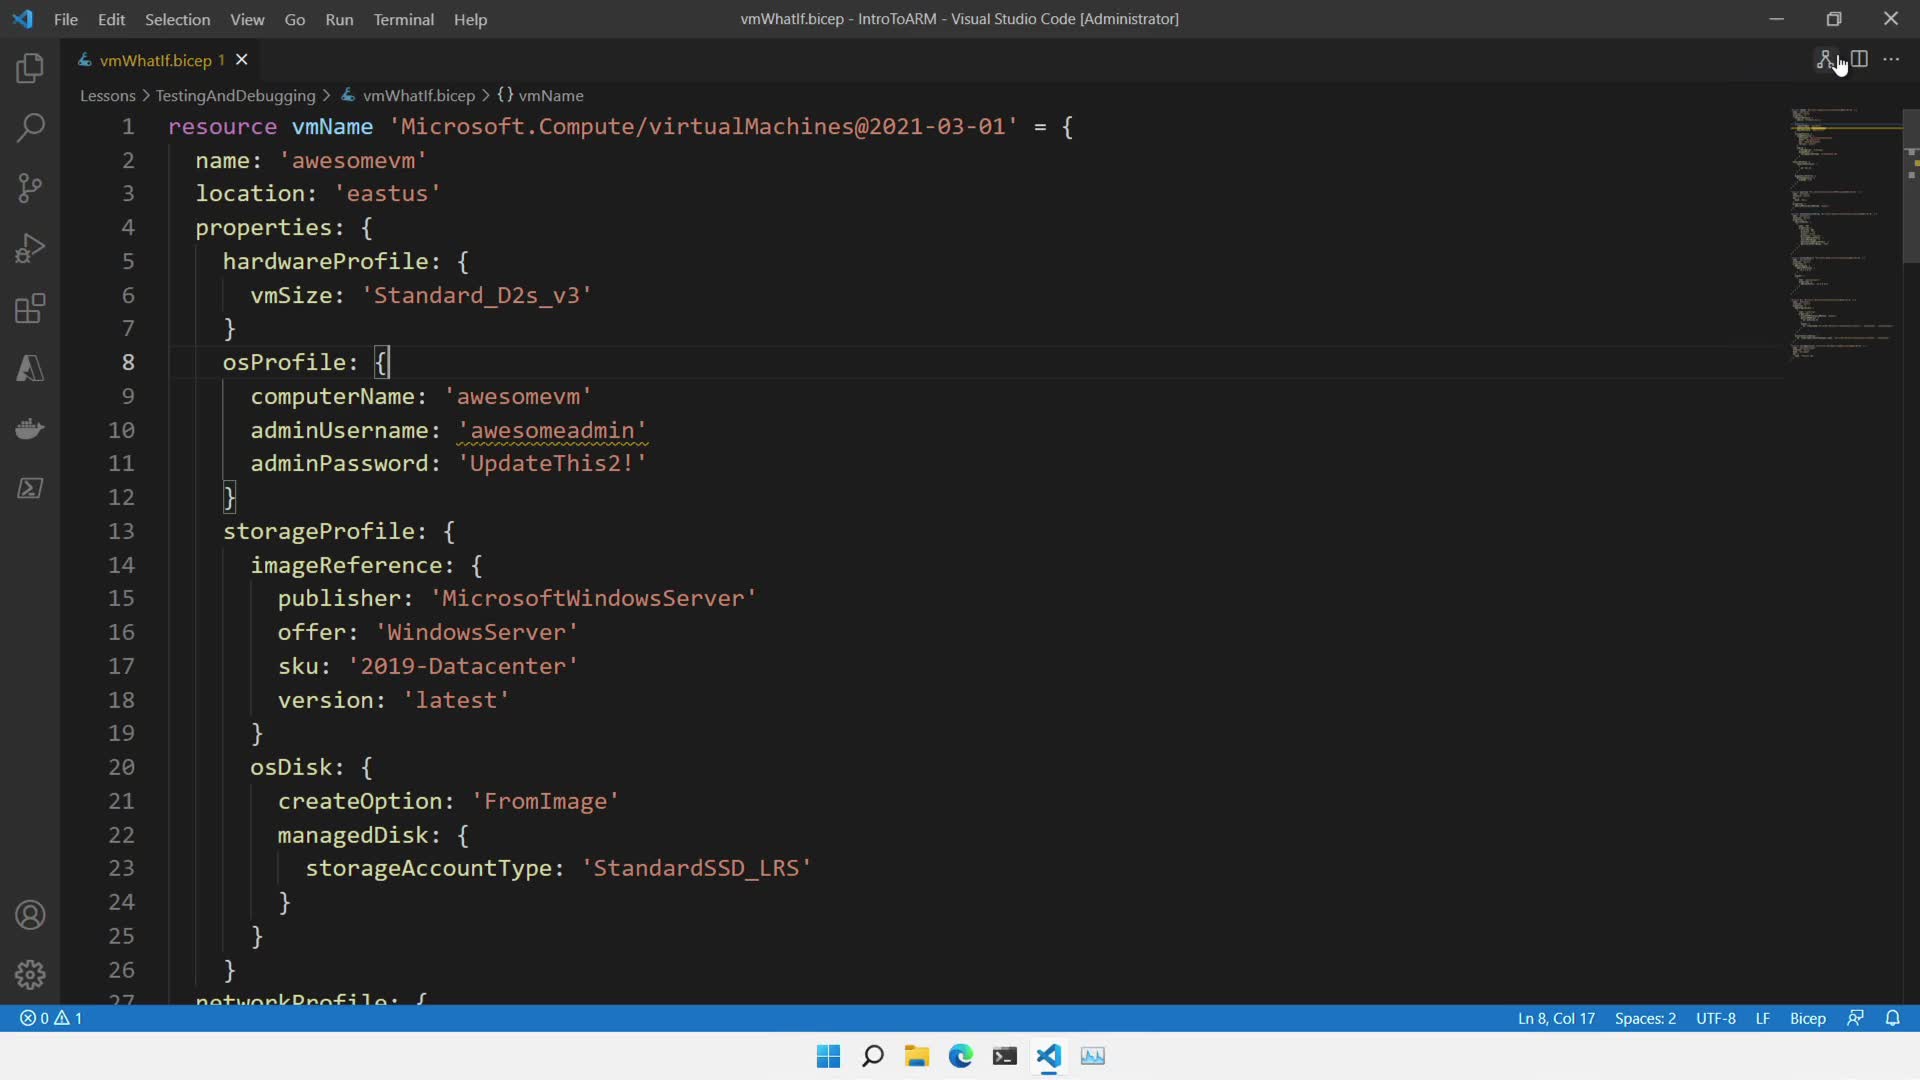 File Edit Selection View Go Run Terminal Help
vmWhatIf.bicep - IntroToARM - Visual Studio Code [Administrator]
vmWhatIf.bicep 1
Lessons > TestingAndDebugging > vmWhatIf.bicep > {} vmName
1 resource vmName 'Microsoft.Compute/virtualMachines@2021-03-01' = {
2 name: 'awesomevm'
3 location: 'eastus'
4 properties: {
5 hardwareProfile: {
6 vmSize: 'Standard_D2s_v3'
7 }
8 osProfile: {
9 computerName: 'awesomevm'
10 adminUsername: 'awesomeadmin'
11 adminPassword: 'UpdateThis2!'
12 }
13 storageProfile: {
14 imageReference: {
15 publisher: 'MicrosoftWindowsServer'
16 offer: 'WindowsServer'
17 sku: '2019-Datacenter'
18 version: 'latest'
19 }
20 osDisk: {
21 createOption: 'FromImage'
22 managedDisk: {
23 storageAccountType: 'StandardSSD_LRS'
24 }
25 }
26 }
27 networkProfile: {
0 1 Ln 8, Col 17 Spaces: 2 UTF-8 LF Bicep